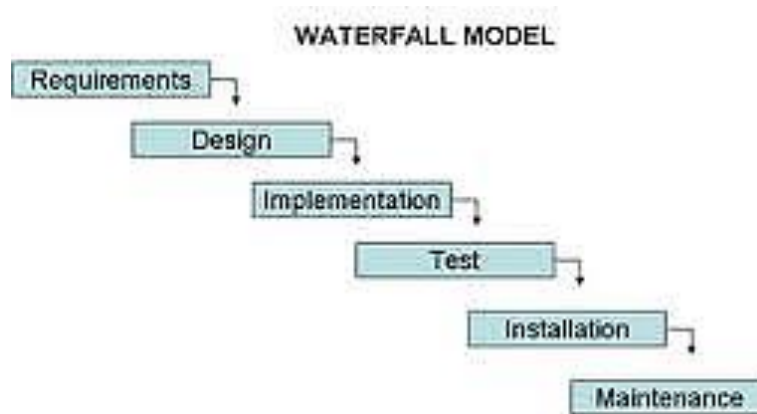 WATERFALL MODEL
Requirements
Design
Implementation
Test
Installation
Maintenance